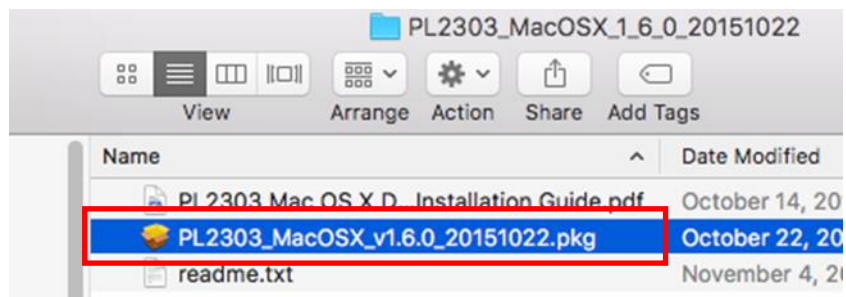 PL2303_MacOSX_1_6_0_20151022
View Arrange Action Share Add Tags
Name Date Modified
PL2303 Mac OS X D...Installation Guide.pdf October 14, 20
PL2303_MacOSX_v1.6.0_20151022.pkg October 22, 20
readme.txt November 4, 2